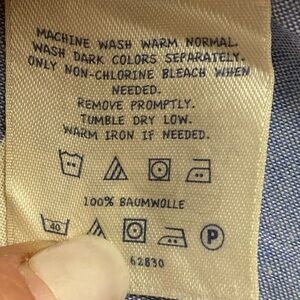 MACHINE WASH WARM NORMAL.
WASH DARK COLORS SEPARATELY.
ONLY NON-CHLORINE BLEACH WHEN
NEEDED.
REMOVE PROMPTLY.
TUMBLE DRY LOW.
WARM IRON IF NEEDED.
100% BAUMWOLLE
40 P
62830